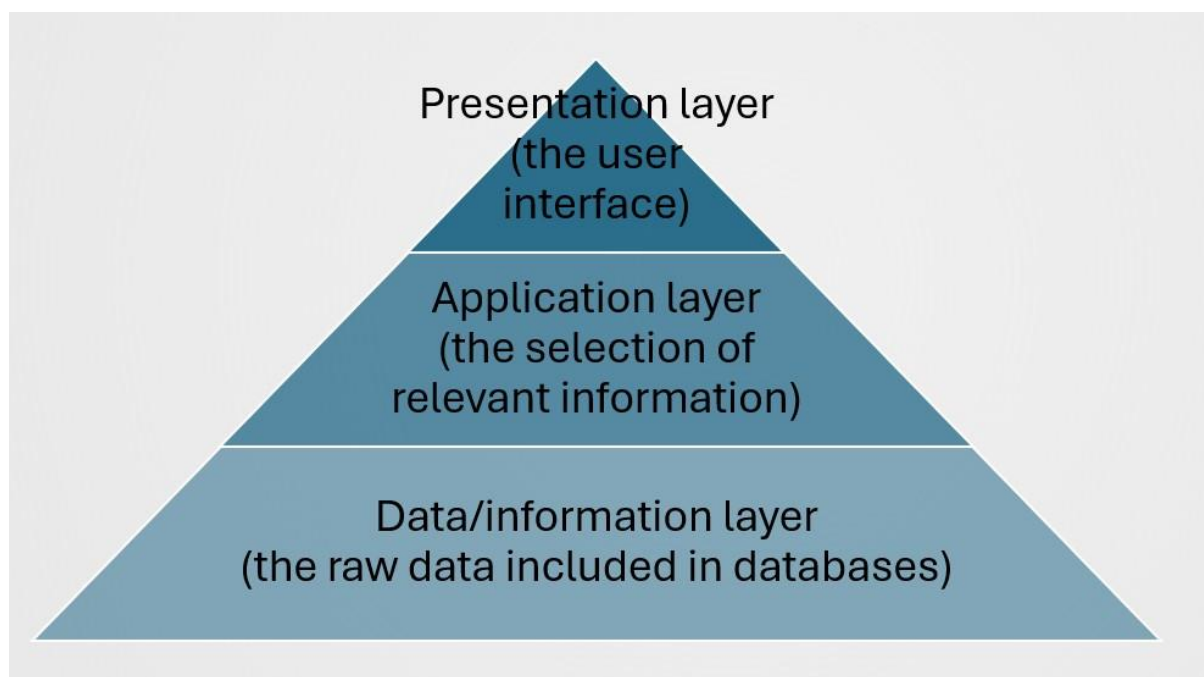 Presentation layer
(the user
interface)
Application layer
(the selection of
relevant information)
Data/information layer
(the raw data included in databases)